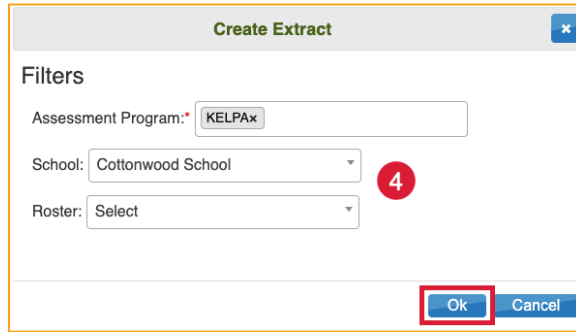 Create Extract ×
Filters
Assessment Program:* KELPA×
School: Cottonwood School
4
Roster: Select
Ok Cancel